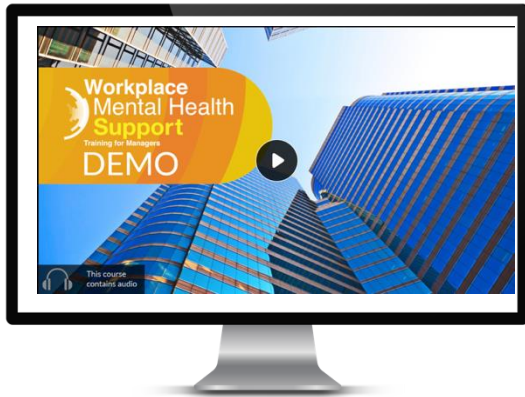 Workplace
Mental Health
Support
Training for Managers
DEMO
This course
contains audio